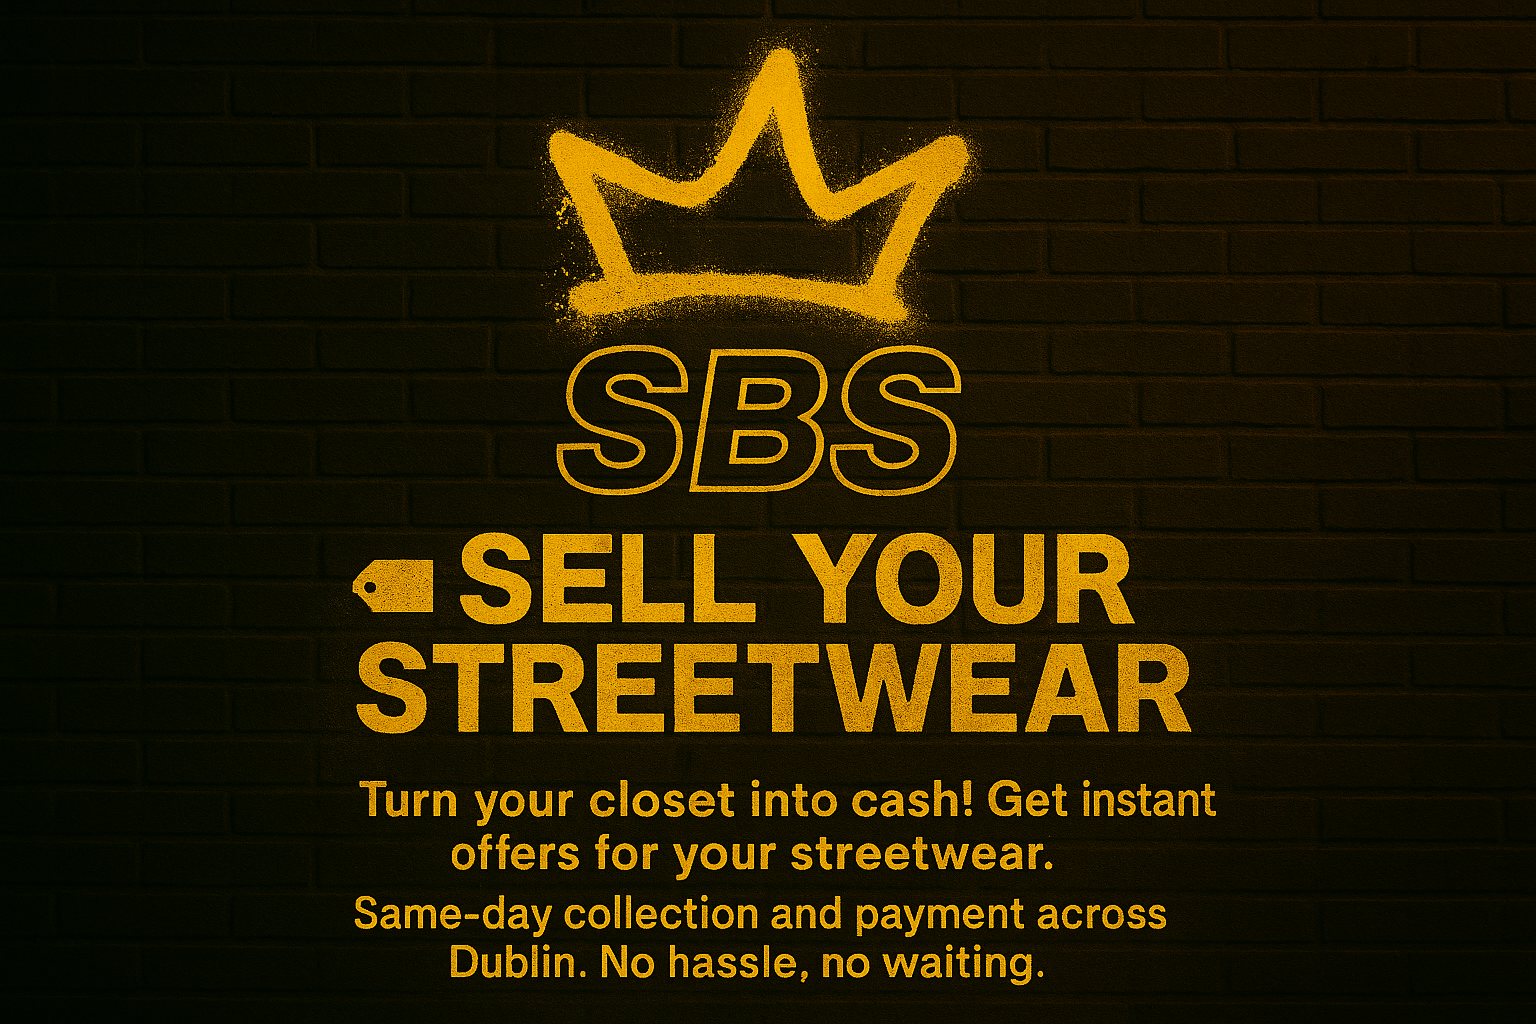 SBS
SELL YOUR
STREETWEAR
Turn your closet into cash! Get instant
offers for your streetwear.
Same-day collection and payment across
Dublin. No hassle, no waiting.